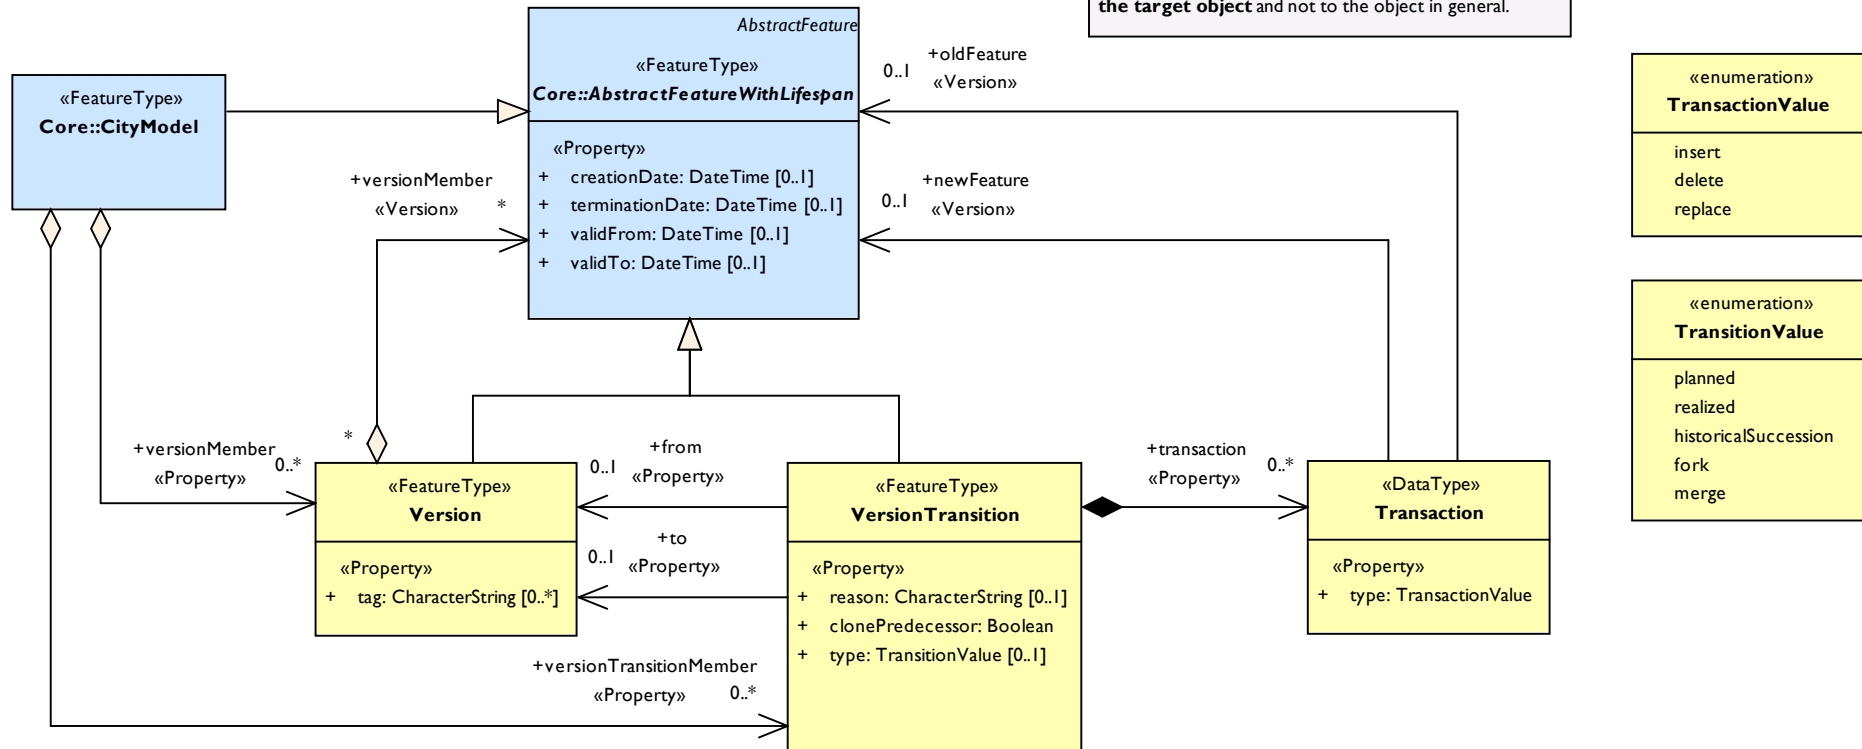 the target object and not to the object in general.
AbstractFeature
«FeatureType»
Core::AbstractFeatureWithLifespan
«Property»
+ creationDate: DateTime [0..1]
+ terminationDate: DateTime [0..1]
+ validFrom: DateTime [0..1]
+ validTo: DateTime [0..1]
«FeatureType»
Core::CityModel
+oldFeature
0..1
«Version»
+newFeature
0..1
«Version»
+versionMember
«Version» *
«enumeration»
TransactionValue
insert
delete
replace
«enumeration»
TransitionValue
planned
realized
historicalSuccession
fork
merge
*
+versionMember
0..*
«Property»
«FeatureType»
Version
«Property»
+ tag: CharacterString [0..*]
+from
0..1
«Property»
+to
0..1
«Property»
«FeatureType»
VersionTransition
«Property»
+ reason: CharacterString [0..1]
+ clonePredecessor: Boolean
+ type: TransitionValue [0..1]
+transaction
0..*
«Property»
«DataType»
Transaction
«Property»
+ type: TransactionValue
+versionTransitionMember
«Property» 0..*